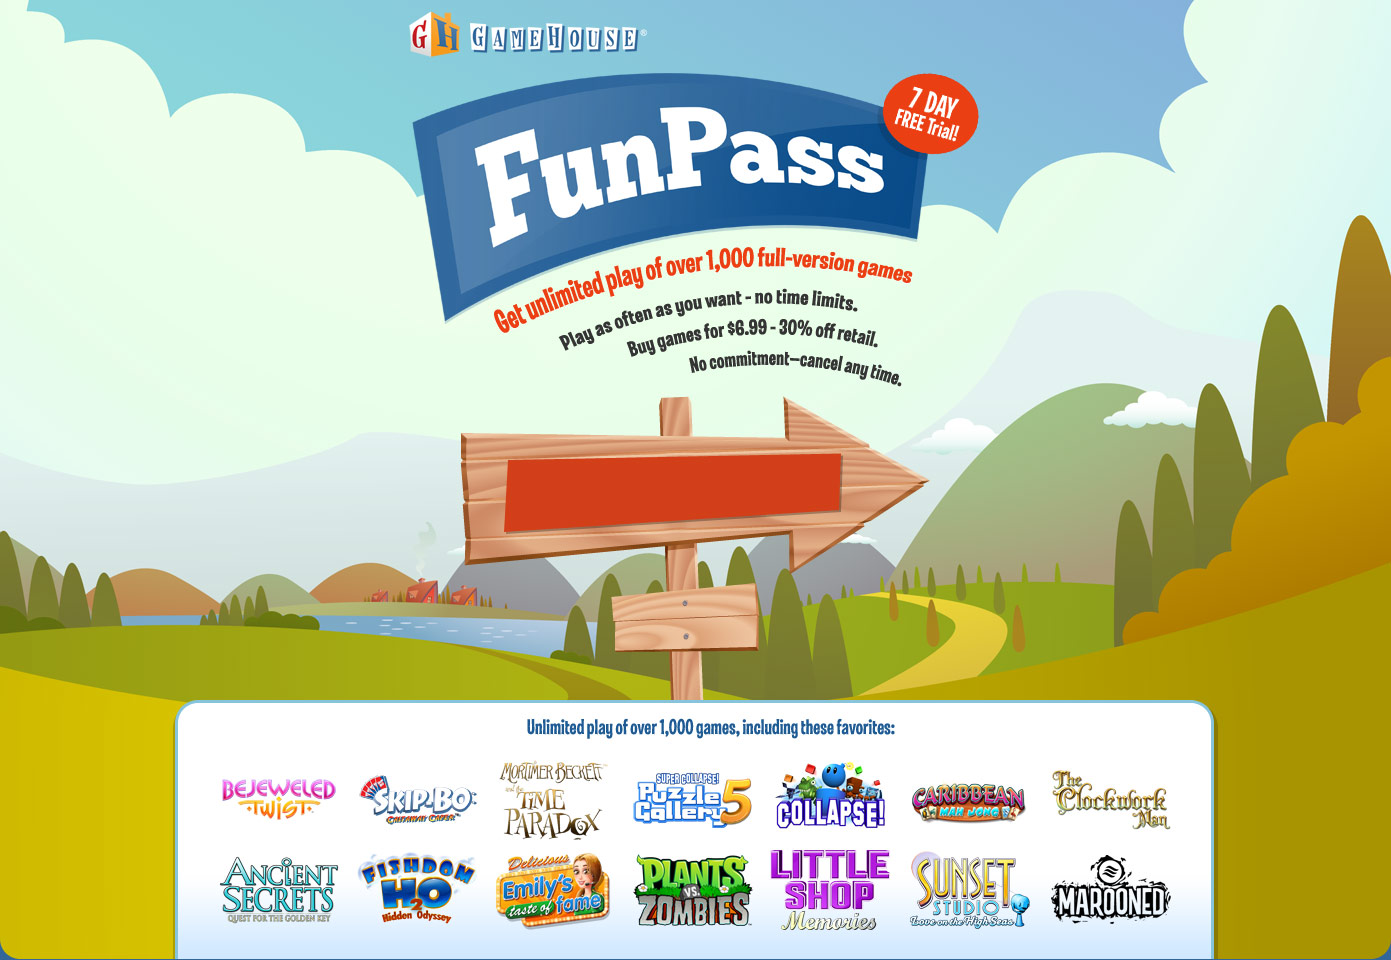 GH GAMEHOUSE®
FunPass
7 DAY
FREE Trial!
Get unlimited play of over 1,000 full-version games
Play as often as you want - no time limits.
Buy games for $6.99 - 30% off retail.
No commitment—cancel any time.
Unlimited play of over 1,000 games, including these favorites:
BEJEWELED
TWIST
SKIP-BO
MORTIMER BECKETT
and the
TIME
PARADOX
SUPER COLLAPSE!
Puzzle
Gallery 5
COLLAPSE!
CARIBBEAN
MAH JONG
The
Clockwork
Man
ANCIENT
SECRETS
QUEST FOR THE GOLDEN KEY
FISHDOM
H2O
Hidden Odyssey
Delicious
Emily's
taste of fame
PLANTS
VS.
ZOMBIES
LITTLE
SHOP
Memories
SUNSET
STUDIO
Love on the High Seas
MAROONED